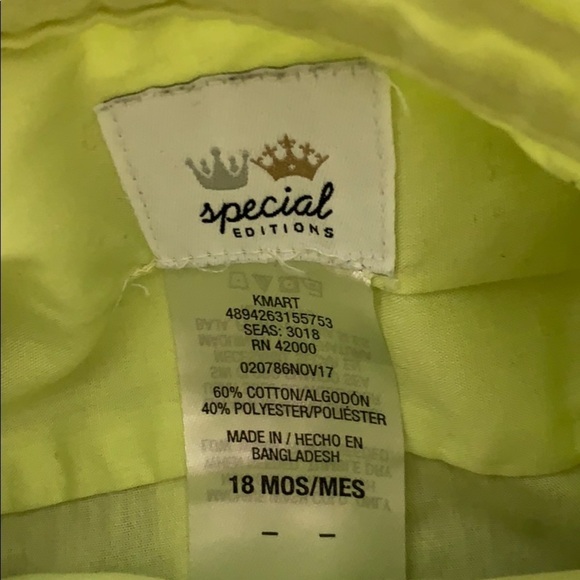 special
EDITIONS
KMART
4894263155753
SEAS: 3018
RN 42000
020786NOV17
60% COTTON/ALGODÓN
40% POLYESTER/POLIÉSTER
MADE IN / HECHO EN
BANGLADESH
18 MOS/MES
– –